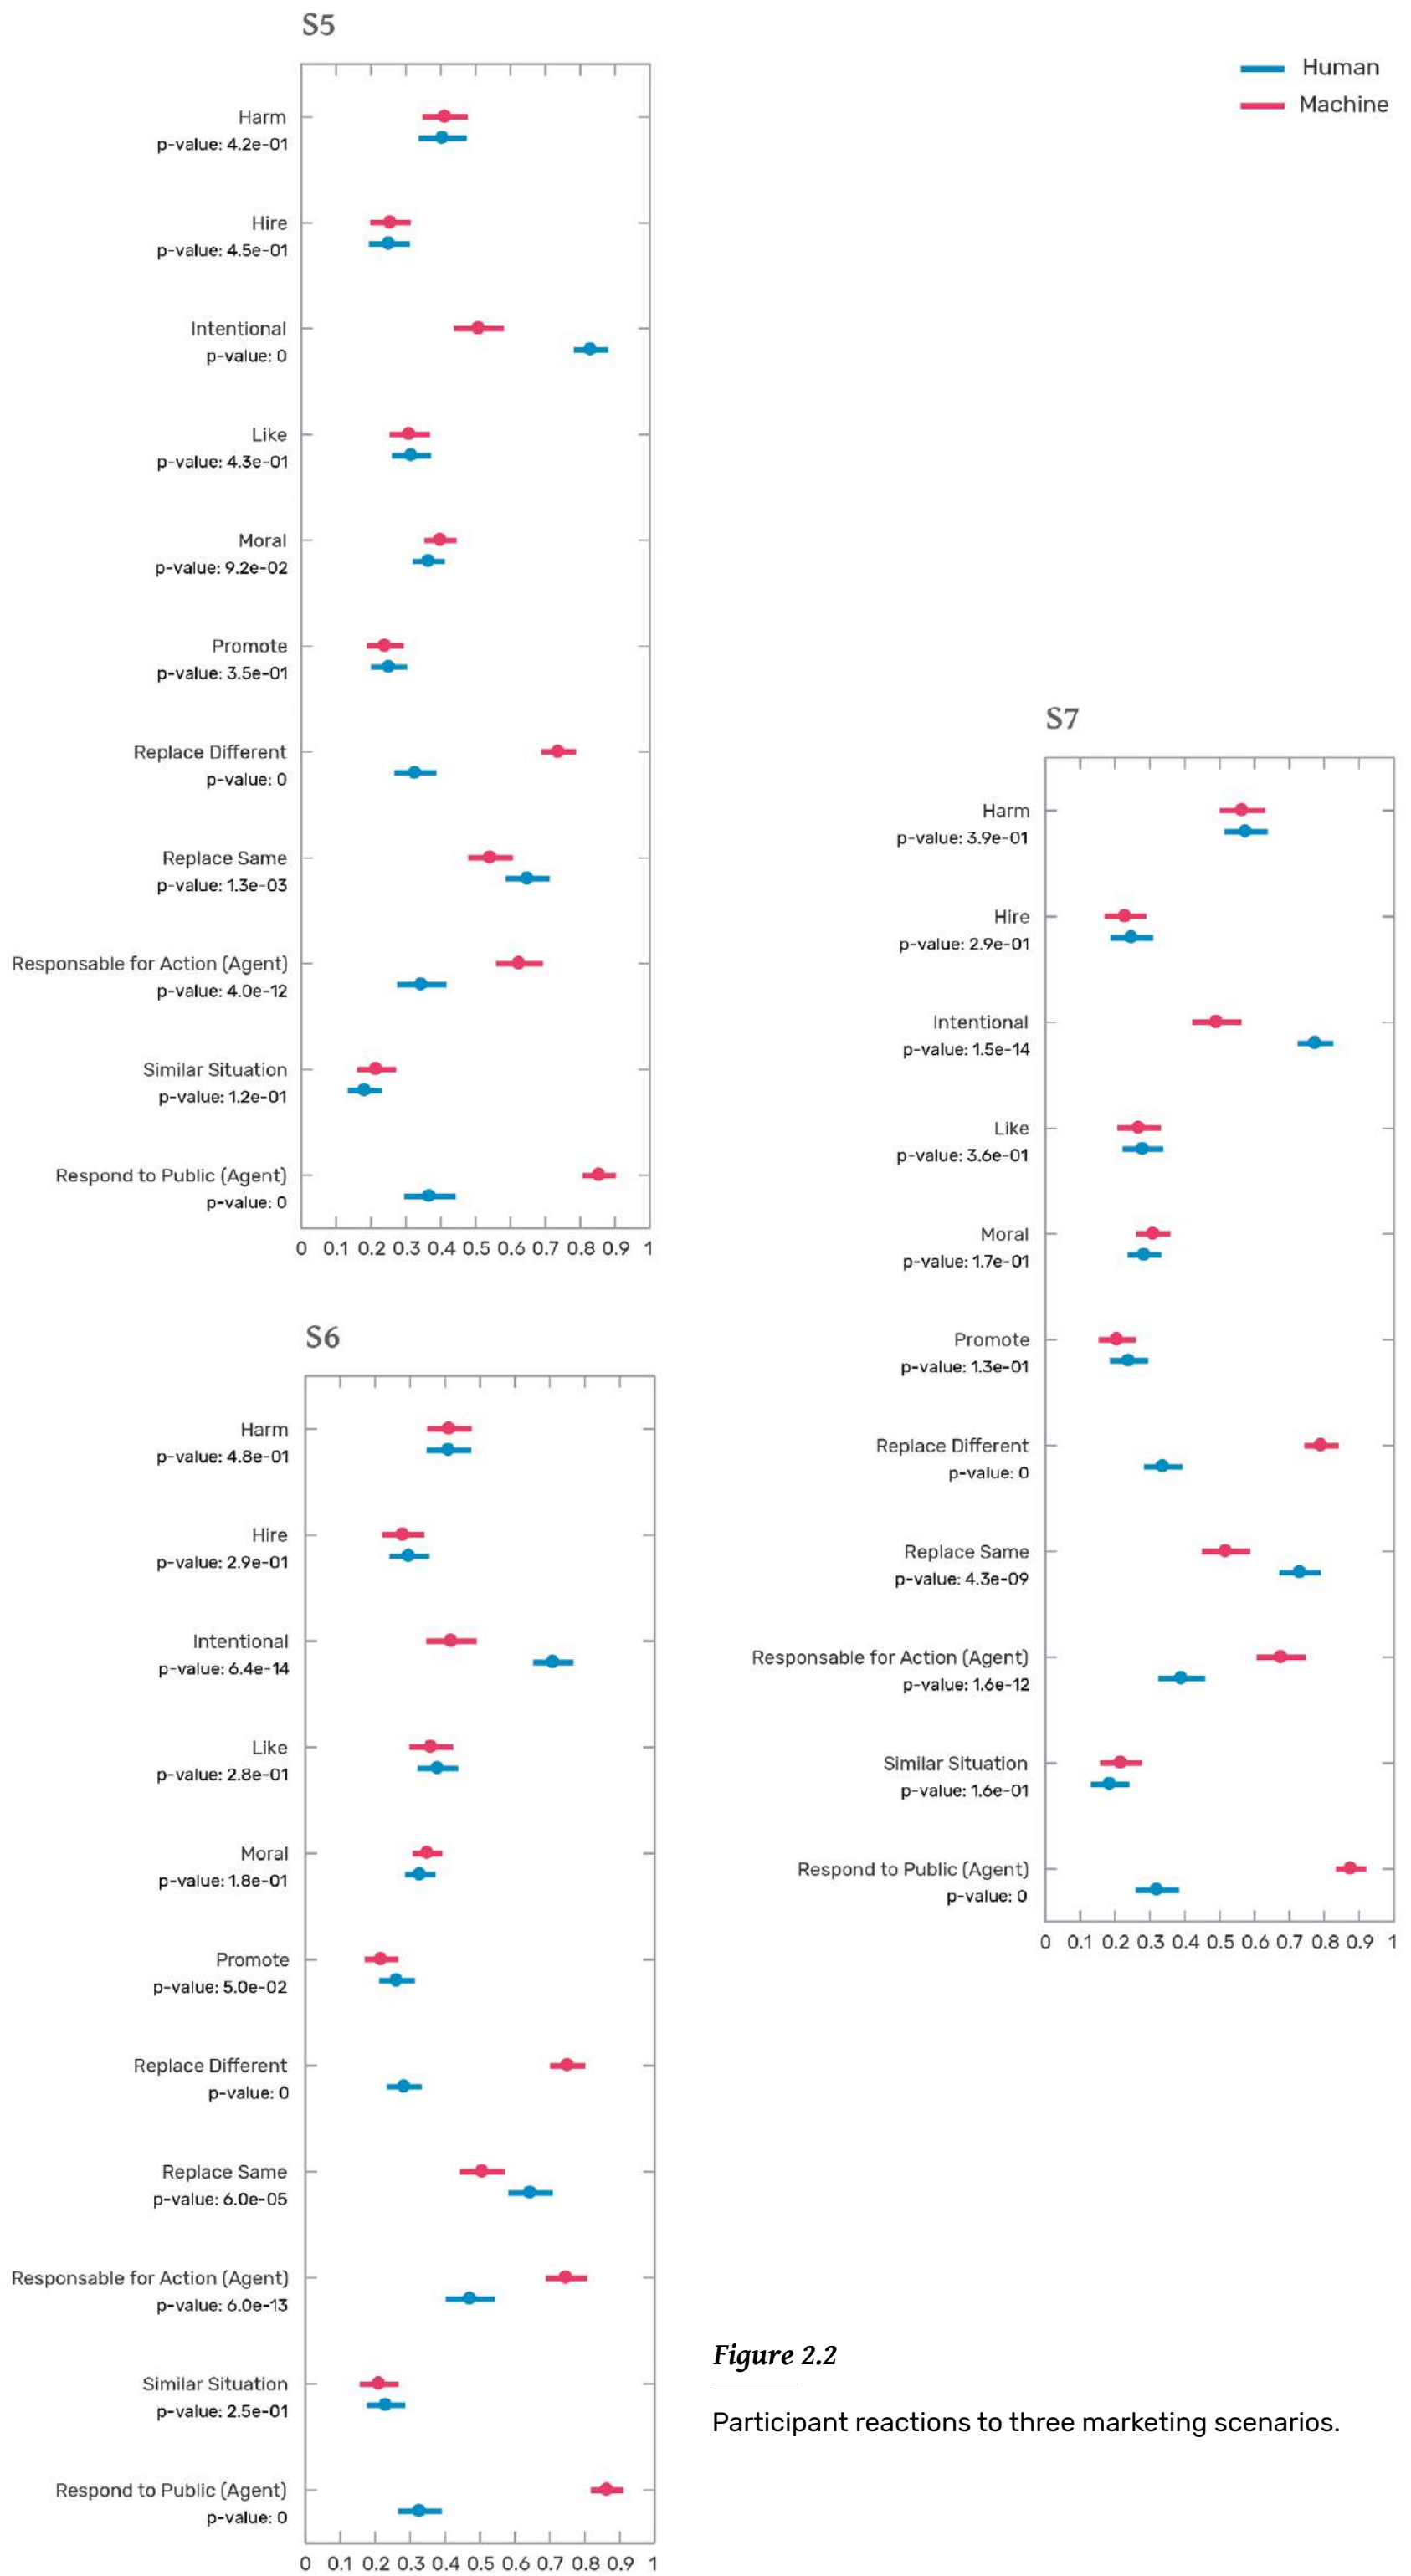 S5
Human
Machine
Harm
p-value: 4.2e-01
Hire
p-value: 4.5e-01
Intentional
p-value: 0
Like
p-value: 4.3e-01
Moral
p-value: 9.2e-02
Promote
p-value: 3.5e-01
Replace Different
p-value: 0
Replace Same
p-value: 1.3e-03
Responsable for Action (Agent)
p-value: 4.0e-12
Similar Situation
p-value: 1.2e-01
Respond to Public (Agent)
p-value: 0
0 0.1 0.2 0.3 0.4 0.5 0.6 0.7 0.8 0.9 1
S7
Harm
p-value: 3.9e-01
Hire
p-value: 2.9e-01
Intentional
p-value: 1.5e-14
Like
p-value: 3.6e-01
Moral
p-value: 1.7e-01
Promote
p-value: 1.3e-01
Replace Different
p-value: 0
Replace Same
p-value: 4.3e-09
Responsable for Action (Agent)
p-value: 1.6e-12
Similar Situation
p-value: 1.6e-01
Respond to Public (Agent)
p-value: 0
0 0.1 0.2 0.3 0.4 0.5 0.6 0.7 0.8 0.9 1
S6
Harm
p-value: 4.8e-01
Hire
p-value: 2.9e-01
Intentional
p-value: 6.4e-14
Like
p-value: 2.8e-01
Moral
p-value: 1.8e-01
Promote
p-value: 5.0e-02
Replace Different
p-value: 0
Replace Same
p-value: 6.0e-05
Responsable for Action (Agent)
p-value: 6.0e-13
Similar Situation
p-value: 2.5e-01
Respond to Public (Agent)
p-value: 0
0 0.1 0.2 0.3 0.4 0.5 0.6 0.7 0.8 0.9 1
Figure 2.2
Participant reactions to three marketing scenarios.